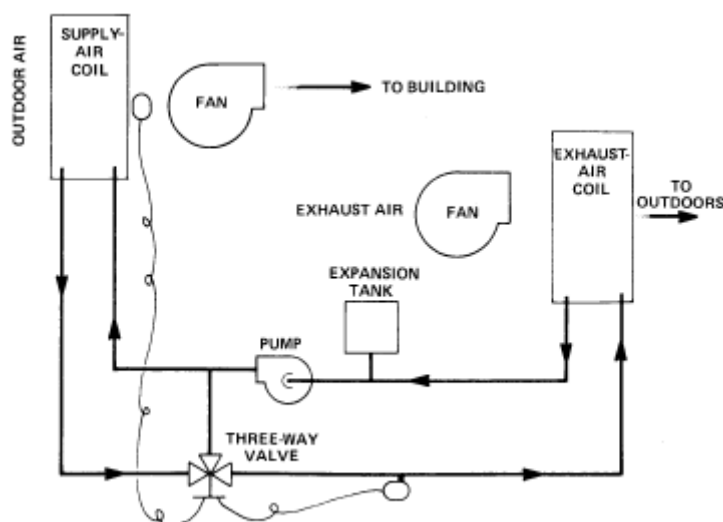 OUTDOOR AIR
SUPPLY-
AIR
COIL
FAN
TO BUILDING
EXHAUST AIR
FAN
EXHAUST-
AIR
COIL
TO
OUTDOORS
EXPANSION
TANK
PUMP
THREE-WAY
VALVE